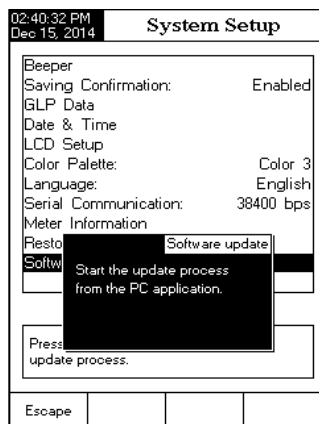 02:40:32 PM
Dec 15, 2014
System Setup
Beeper
Saving Confirmation: Enabled
GLP Data
Date & Time
LCD Setup
Color Palette: Color 3
Language: English
Serial Communication: 38400 bps
Meter Information
Resto
Softw
Software update
Start the update process
from the PC application.
Press
update process.
Escape